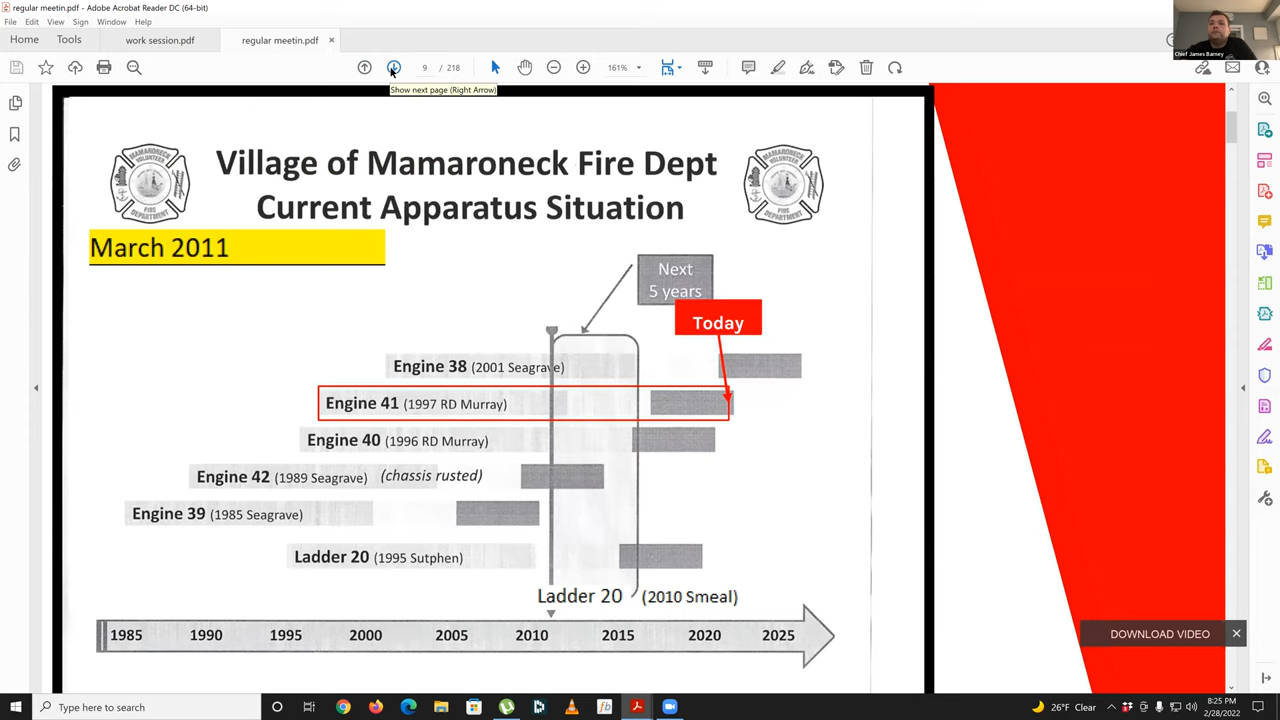 regular meetin.pdf - Adobe Acrobat Reader DC (64-bit)
File Edit View Sign Window Help
Home Tools work session.pdf regular meetin.pdf ×
9 / 218 161%
Show next page (Right Arrow)
Chief James Barney
Village of Mamaroneck Fire Dept
Current Apparatus Situation
March 2011
Next
5 years
Today
Engine 38 (2001 Seagrave)
Engine 41 (1997 RD Murray)
Engine 40 (1996 RD Murray)
Engine 42 (1989 Seagrave) (chassis rusted)
Engine 39 (1985 Seagrave)
Ladder 20 (1995 Sutphen)
Ladder 20 (2010 Smeal)
1985 1990 1995 2000 2005 2010 2015 2020 2025
DOWNLOAD VIDEO ×
Type here to search
26°F Clear
8:25 PM
2/28/2022